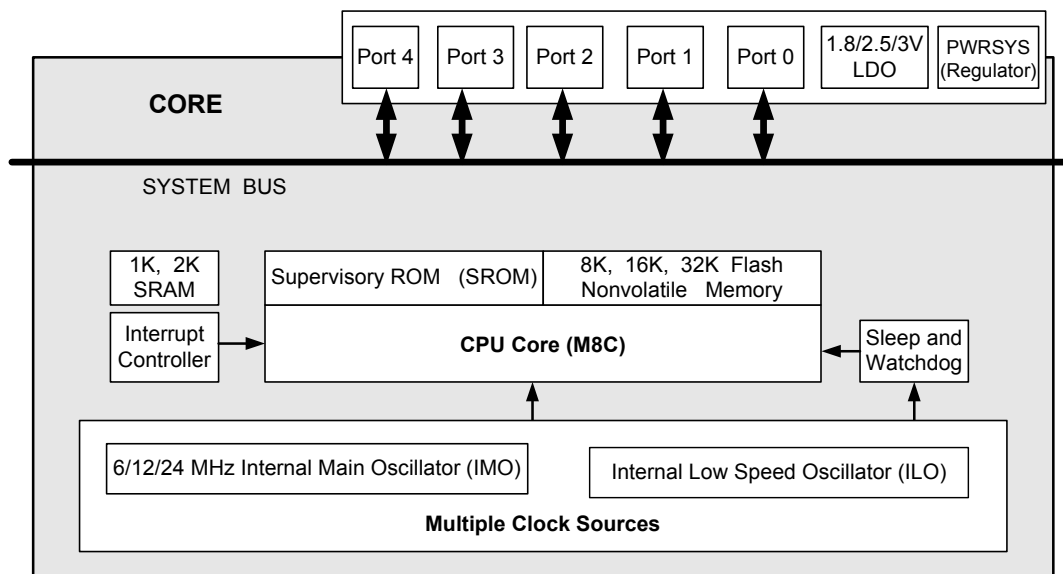 Port 4
Port 3
Port 2
Port 1
Port 0
1.8/2.5/3V
LDO
PWRSYS
(Regulator)
CORE
SYSTEM BUS
1K, 2K
SRAM
Supervisory ROM (SROM)
8K, 16K, 32K Flash
Nonvolatile Memory
Interrupt
Controller
CPU Core (M8C)
Sleep and
Watchdog
6/12/24 MHz Internal Main Oscillator (IMO)
Internal Low Speed Oscillator (ILO)
Multiple Clock Sources